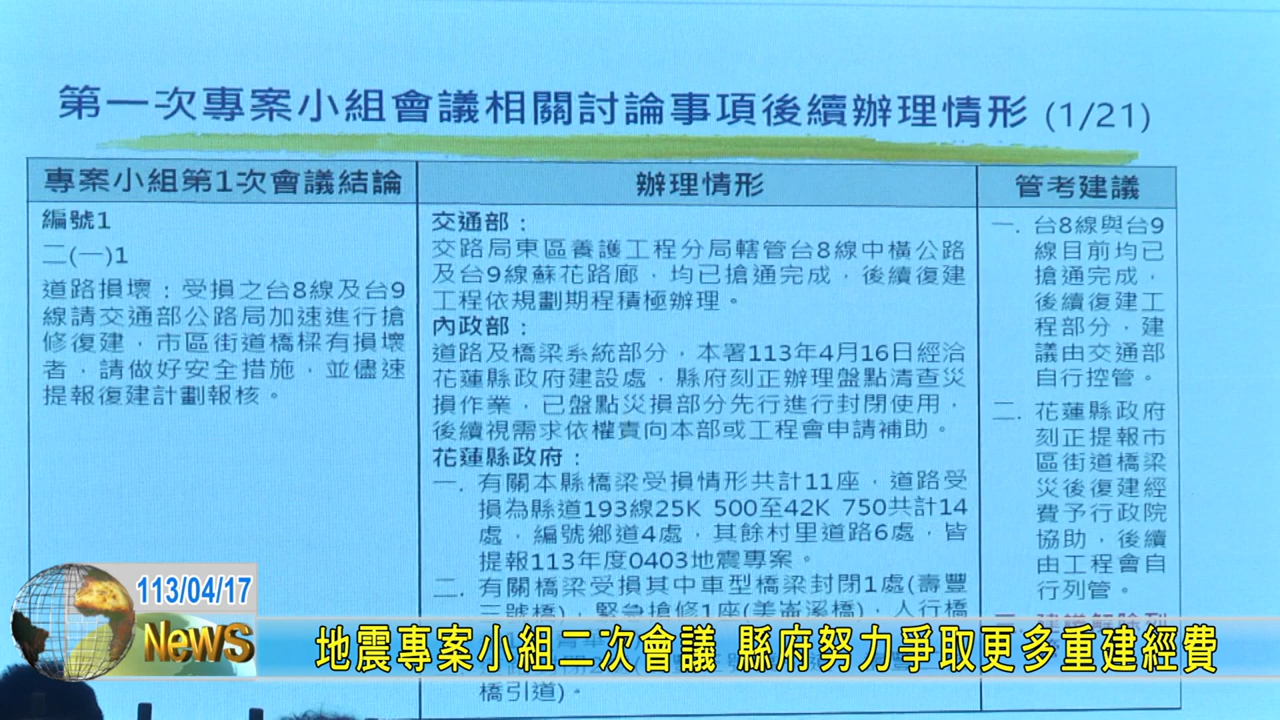 第一次專案小組會議相關討論事項後續辦理情形 (1/21)
專案小組第1次會議結論
辦理情形
管考建議
編號1
二(一)1
道路損壞：受損之台8線及台9
線請交通部公路局加速進行搶
修復建，市區街道橋樑有損壞
者，請做好安全措施，並儘速
提報復建計劃報核。
交通部：
交路局東區養護工程分局轄管台8線中橫公路
及台9線蘇花路廊，均已搶通完成，後續復建
工程依規劃期程積極辦理。
內政部：
道路及橋梁系統部分，本署113年4月16日經洽
花蓮縣政府建設處，縣府刻正辦理盤點清查災
損作業，已盤點災損部分先行進行封閉使用，
後續視需求依權責向本部或工程會申請補助。
花蓮縣政府：
一. 有關本縣橋梁受損情形共計11座，道路受
損為縣道193線25K 500至42K 750共計14
處，編號鄉道4處，其餘村里道路6處，皆
提報113年度0403地震專案。
二. 有關橋梁受損其中車型橋梁封閉1處(壽豐
三號橋)，緊急搶修1座(美崙溪橋)，人行橋
橋引道)。
一. 台8線與台9
線目前均已
搶通完成，
後續復建工
程部分，建
議由交通部
自行控管。
二. 花蓮縣政府
刻正提報市
區街道橋梁
災後復建經
費予行政院
協助，後續
由工程會自
行列管。
三. 建議解除列
113/04/17
NewS
地震專案小組二次會議 縣府努力爭取更多重建經費